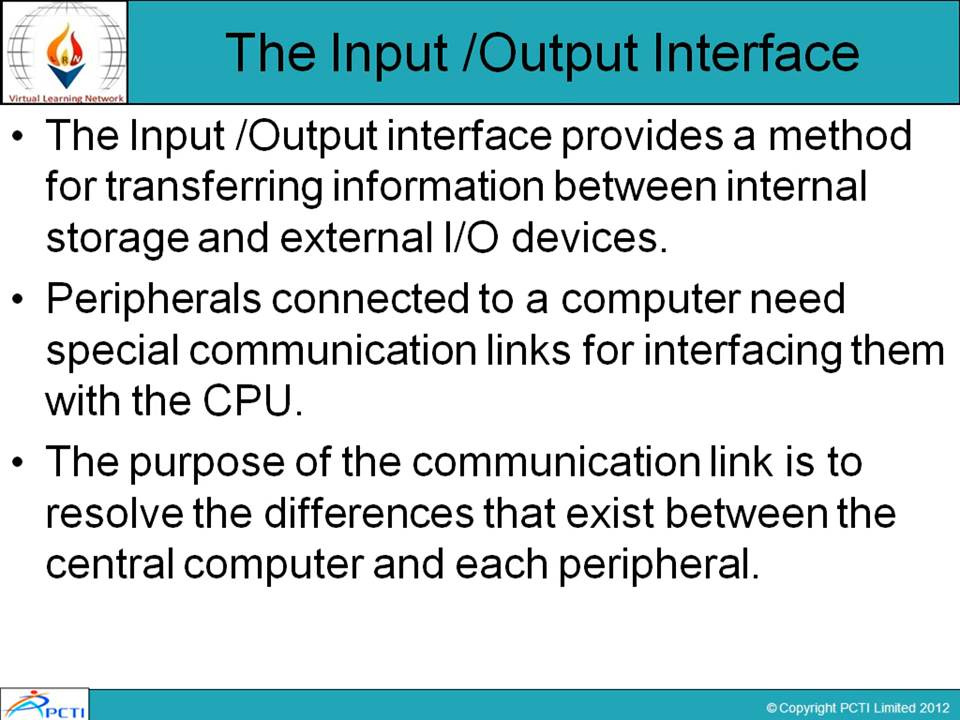 The Input /Output Interface
Virtual Learning Network
• The Input /Output interface provides a method
for transferring information between internal
storage and external I/O devices.
• Peripherals connected to a computer need
special communication links for interfacing them
with the CPU.
• The purpose of the communication link is to
resolve the differences that exist between the
central computer and each peripheral.
PCTI
© Copyright PCTI Limited 2012